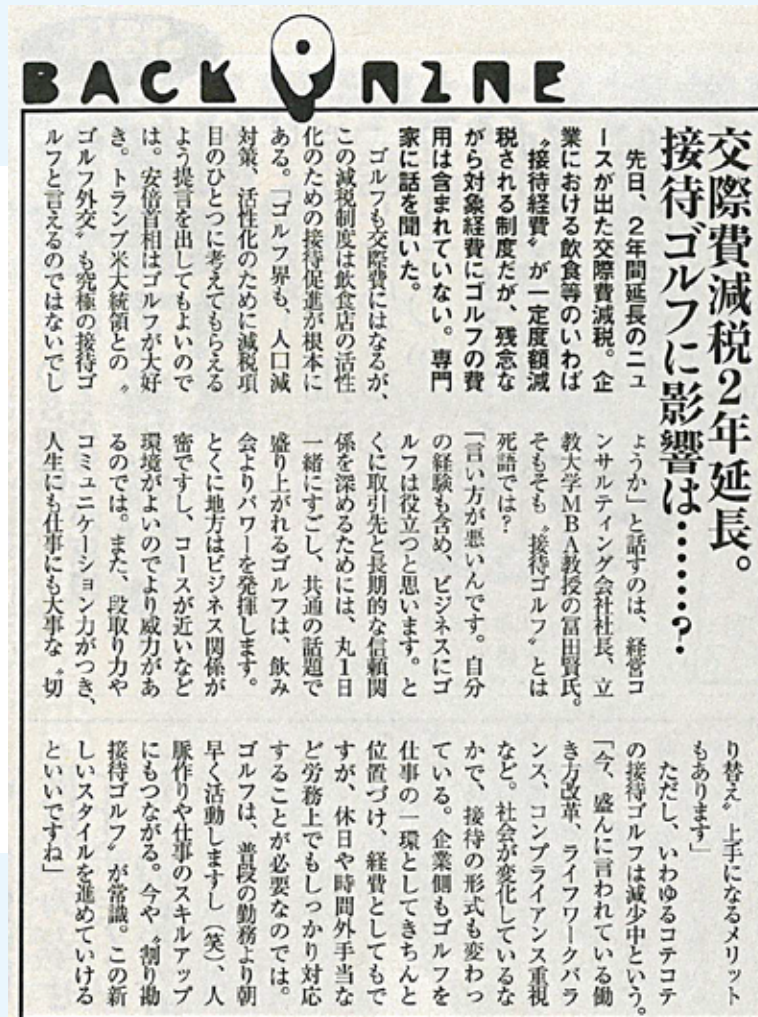 BACK NINE
交際費減税2年延長。
接待ゴルフに影響は……?
先日、2年間延長のニュ
ースが出た交際費減税。企
業における飲食等のいわば
〝接待経費〟が一定度額減
税される制度だが、残念な
がら対象経費にゴルフの費
用は含まれていない。専門
家に話を聞いた。
ゴルフも交際費にはなるが、
この減税制度は飲食店の活性
化のための接待促進が根本に
ある。「ゴルフ界も、人口減
対策、活性化のために減税項
目のひとつに考えてもらえる
よう提言を出してもよいので
は。安倍首相はゴルフが大好
き。トランプ米大統領との〝
ゴルフ外交〟も究極の接待ゴ
ルフと言えるのではないでし
ょうか」と話すのは、経営コ
ンサルティング会社社長、立
教大学MBA教授の冨田賢氏。
そもそも〝接待ゴルフ〟とは
死語では?
「言い方が悪いんです。自分
の経験も含め、ビジネスにゴ
ルフは役立つと思います。と
くに取引先と長期的な信頼関
係を深めるためには、丸1日
一緒にすごし、共通の話題で
盛り上がれるゴルフは、飲み
会よりパワーを発揮します。
とくに地方はビジネス関係が
密ですし、コースが近いなど
環境がよいのでより威力があ
るのでは。また、段取り力や
コミュニケーション力がつき、
人生にも仕事にも大事な〝切
り替え〟上手になるメリット
もあります」
ただし、いわゆるコテコテ
の接待ゴルフは減少中という。
「今、盛んに言われている働
き方改革、ライフワークバラ
ンス、コンプライアンス重視
など。社会が変化しているな
かで、接待の形式も変わっ
ている。企業側もゴルフを
仕事の一環としてきちんと
位置づけ、経費としてもで
すが、休日や時間外手当な
ど労務上でもしっかり対応
することが必要なのでは。
ゴルフは、普段の勤務より朝
早く活動しますし(笑)、人
脈作りや仕事のスキルアップ
にもつながる。今や〝割り勘
接待ゴルフ〟が常識。この新
しいスタイルを進めていける
といいですね」